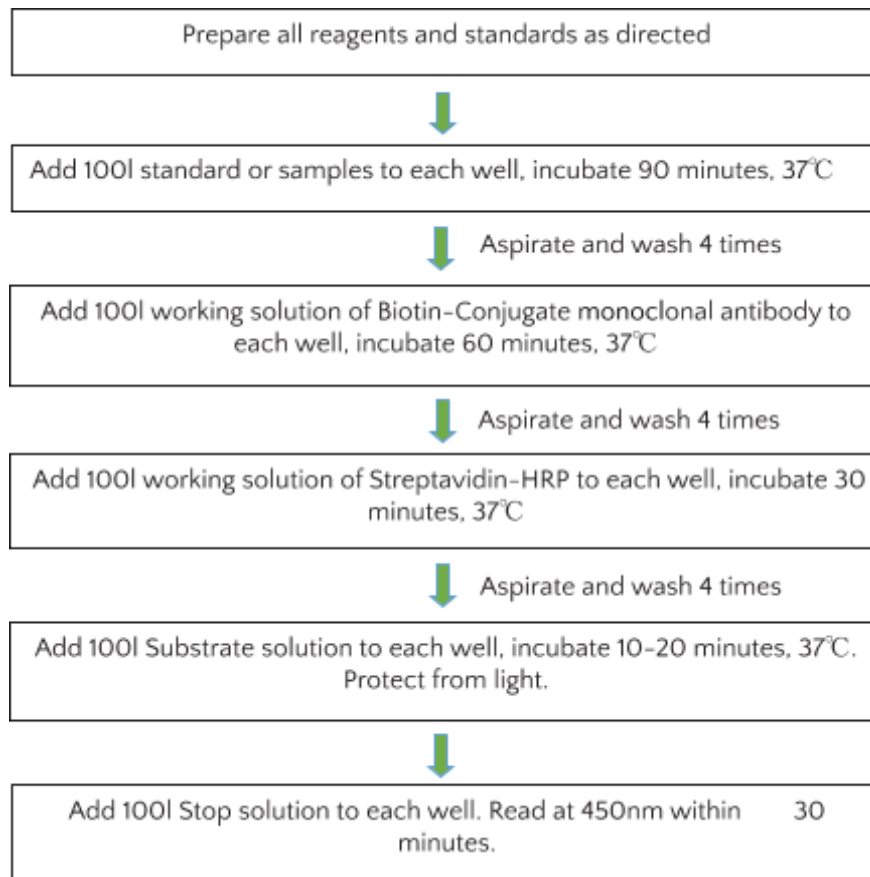 Prepare all reagents and standards as directed
Add 100l standard or samples to each well, incubate 90 minutes, 37℃
Aspirate and wash 4 times
Add 100l working solution of Biotin-Conjugate monoclonal antibody to
each well, incubate 60 minutes, 37℃
Aspirate and wash 4 times
Add 100l working solution of Streptavidin-HRP to each well, incubate 30
minutes, 37℃
Aspirate and wash 4 times
Add 100l Substrate solution to each well, incubate 10-20 minutes, 37℃.
Protect from light.
Add 100l Stop solution to each well. Read at 450nm within 30
minutes.